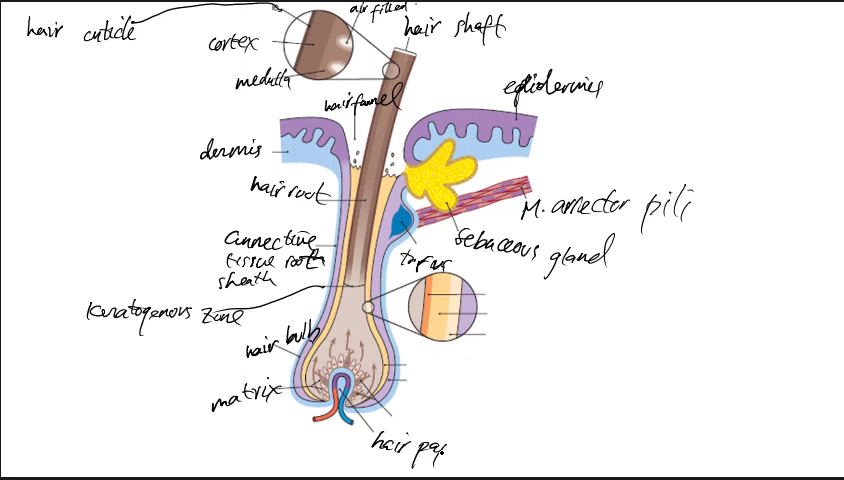 air filled
hair cuticle
hair shaft
cortex
medulla
hair funnel
epidermis
dermis
hair root
M. arrector pili
Sebaceous gland
Connective
tissue root
sheath
Keratogenous zone
hair bulb
matrix
hair pap